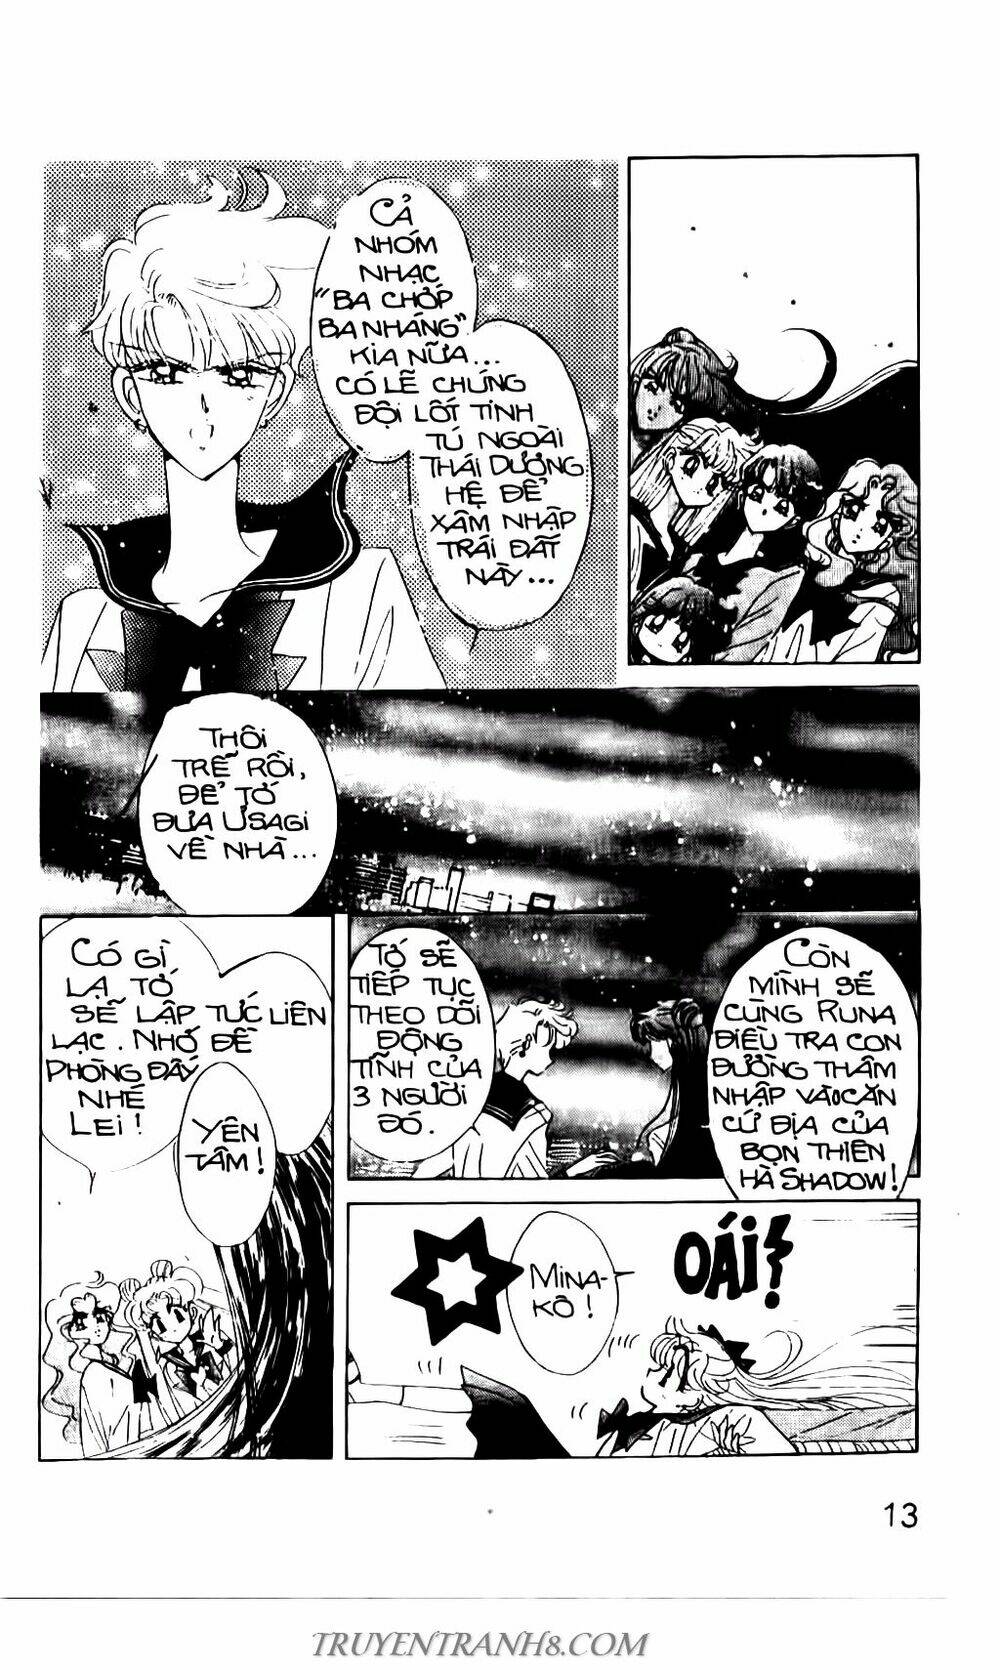 CẢ
NHÓM
NHẠC
"BA CHỚP
BA NHÁNG"
KIA NỮA...
CÓ LẼ CHÚNG
ĐỘI LỐT TINH
TÚ NGOÀI
THÁI DƯƠNG
HỆ ĐỂ
XÂM NHẬP
TRÁI ĐẤT
NÀY...
THÔI
TRỄ RỒI,
ĐỂ TỚ
ĐƯA USAGI
VỀ NHÀ...
CÓ GÌ
LẠ TỚ
SẼ LẬP TỨC LIÊN
LẠC. NHỚ ĐỀ
PHÒNG ĐẤY
NHÉ
LEI!
YÊN
TÂM!
TỚ SẼ
TIẾP TỤC
THEO DÕI
ĐỘNG
TĨNH CỦA
3 NGƯỜI
ĐÓ.
CÒN
MÌNH SẼ
CÙNG RUNA
ĐIỀU TRA CON
ĐƯỜNG THÂM
NHẬP VÀO CĂN
CỨ ĐỊA CỦA
BỌN THIÊN
HÀ SHADOW!
MINA-
KÔ!
OÁI!
13
TRUYENTRANH8.COM